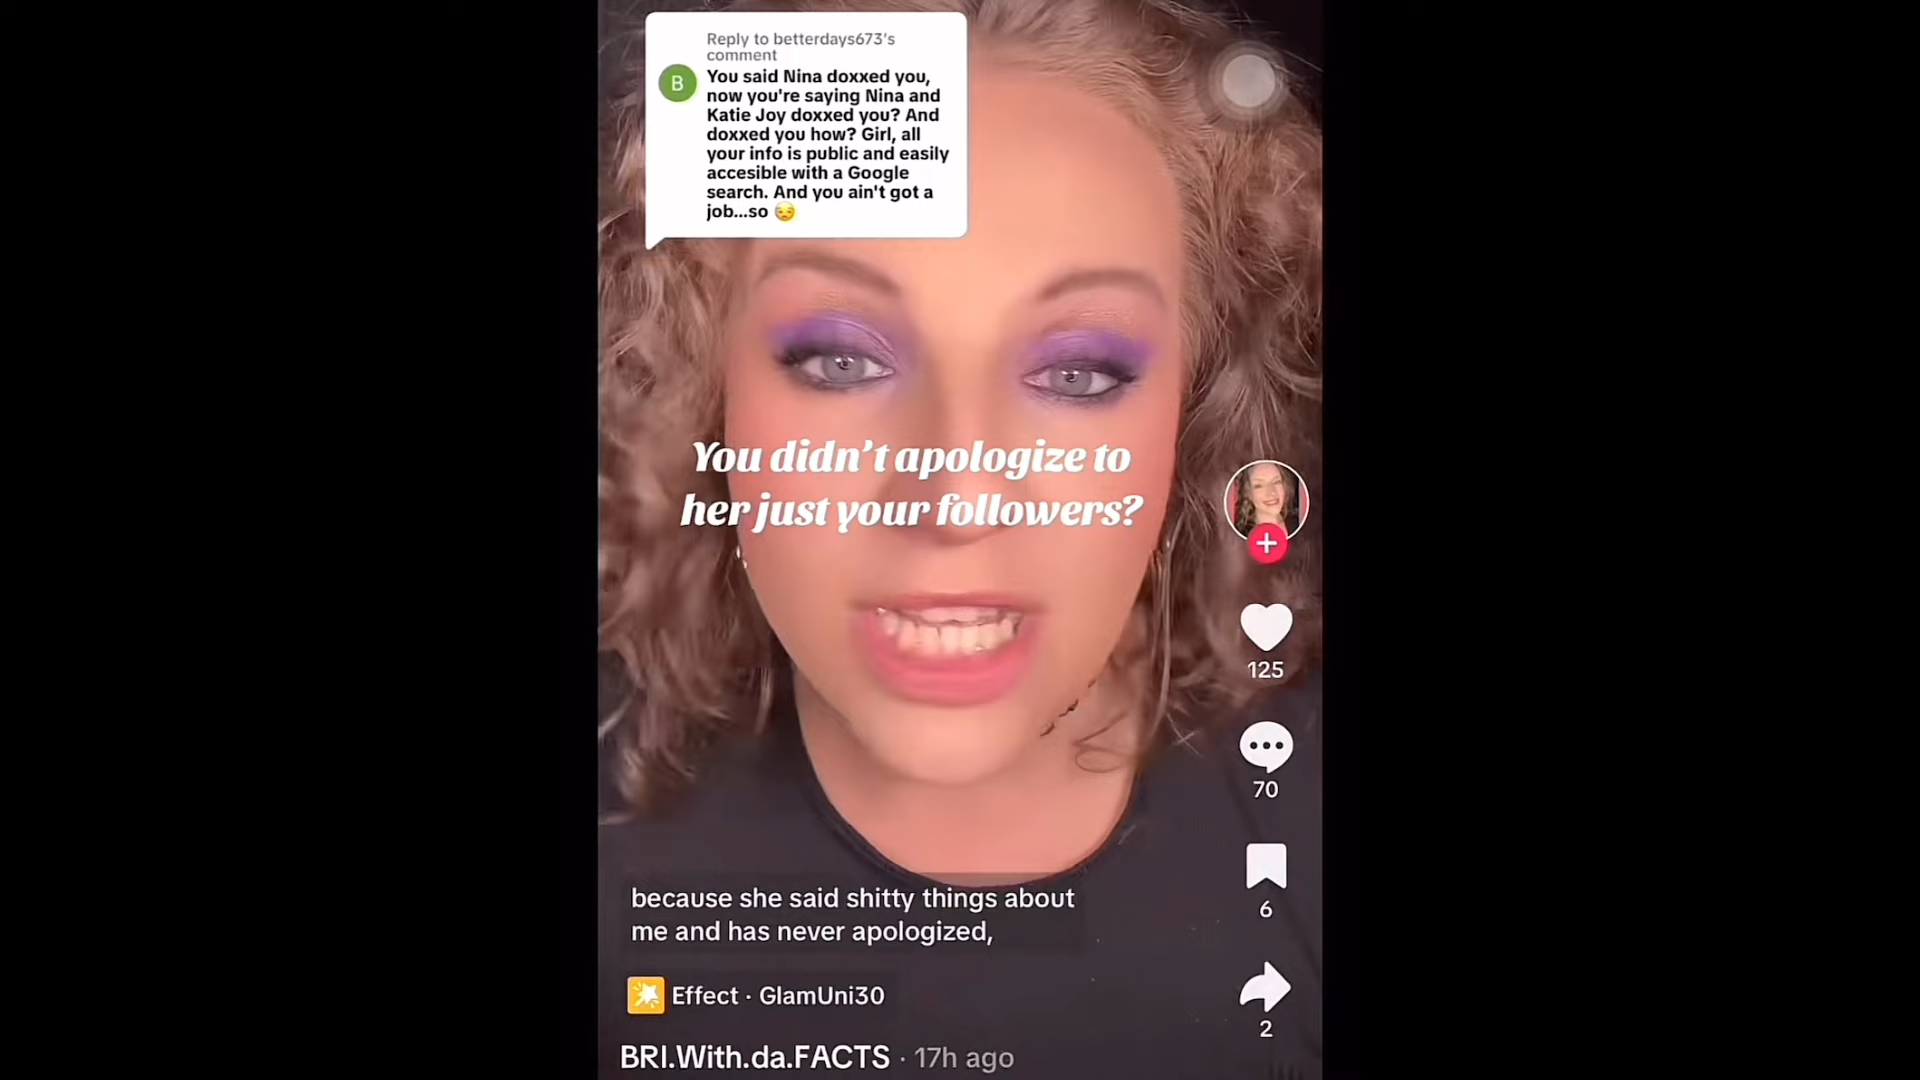 Reply to betterdays673's
comment
B
You said Nina doxxed you,
now you're saying Nina and
Katie Joy doxxed you? And
doxxed you how? Girl, all
your info is public and easily
accesible with a Google
search. And you ain't got a
job...so 😒
You didn't apologize to
her just your followers?
125
70
6
2
because she said shitty things about
me and has never apologized,
Effect · GlamUni30
BRI.With.da.FACTS · 17h ago